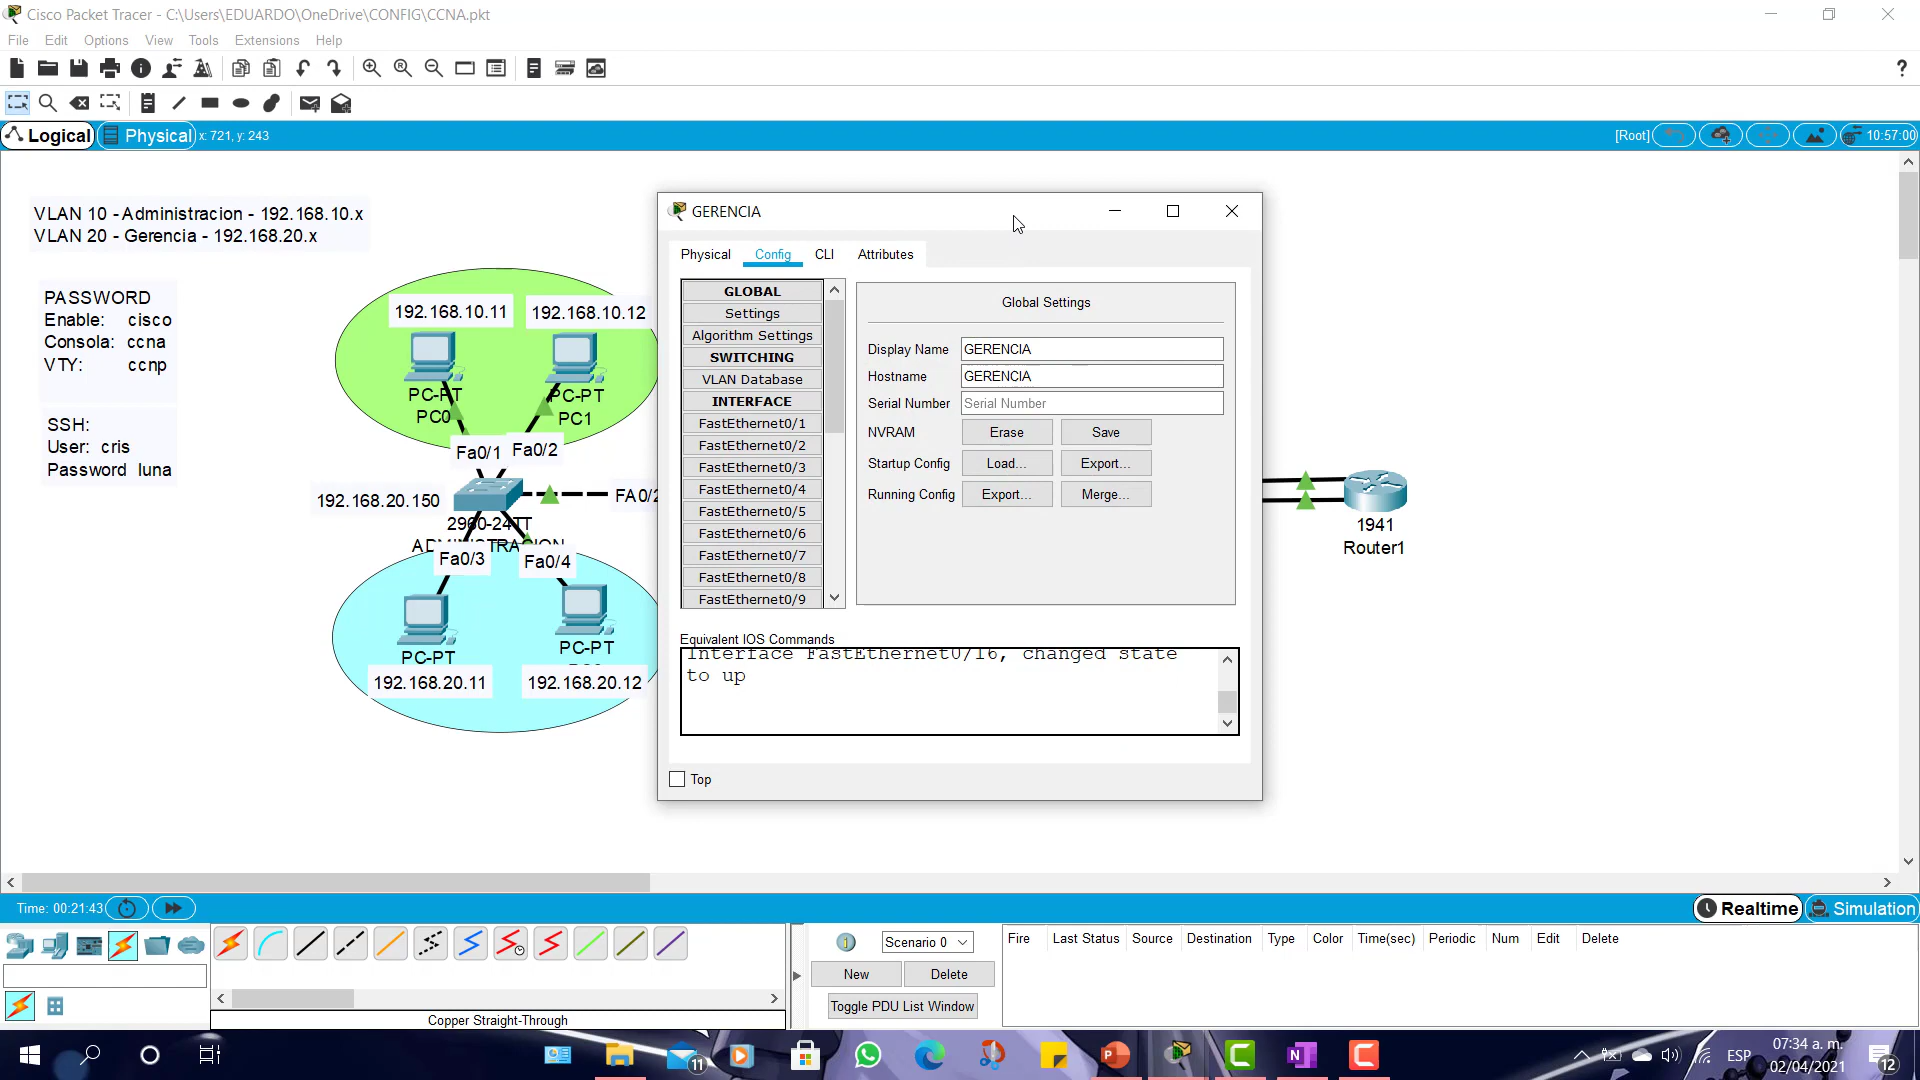 Cisco Packet Tracer - C:\Users\EDUARDO\OneDrive\CONFIG\CCNA.pkt
File Edit Options View Tools Extensions Help
?
Logical Physical x: 721, y: 243 [Root] 10:57:00
VLAN 10 - Administracion - 192.168.10.x
VLAN 20 - Gerencia - 192.168.20.x
PASSWORD
Enable: cisco
Consola: ccna
VTY: ccnp
SSH:
User: cris
Password luna
192.168.10.11 192.168.10.12
PC-PT
PC0
PC-PT
PC1
Fa0/1 Fa0/2
192.168.20.150
FA0/2
2960-24TT
ADMINISTRACION
Fa0/3 Fa0/4
PC-PT
PC-PT
192.168.20.11 192.168.20.12
GERENCIA
Physical Config CLI Attributes
GLOBAL
Settings
Algorithm Settings
SWITCHING
VLAN Database
INTERFACE
FastEthernet0/1
FastEthernet0/2
FastEthernet0/3
FastEthernet0/4
FastEthernet0/5
FastEthernet0/6
FastEthernet0/7
FastEthernet0/8
FastEthernet0/9
Global Settings
Display Name GERENCIA
Hostname GERENCIA
Serial Number Serial Number
NVRAM Erase Save
Startup Config Load... Export...
Running Config Export... Merge...
Equivalent IOS Commands
Interface FastEthernet0/16, changed state
to up
Top
1941
Router1
Time: 00:21:43
Realtime Simulation
Copper Straight-Through
Scenario 0
New Delete
Toggle PDU List Window
Fire Last Status Source Destination Type Color Time(sec) Periodic Num Edit Delete
11
ESP
07:34 a. m.
02/04/2021
12